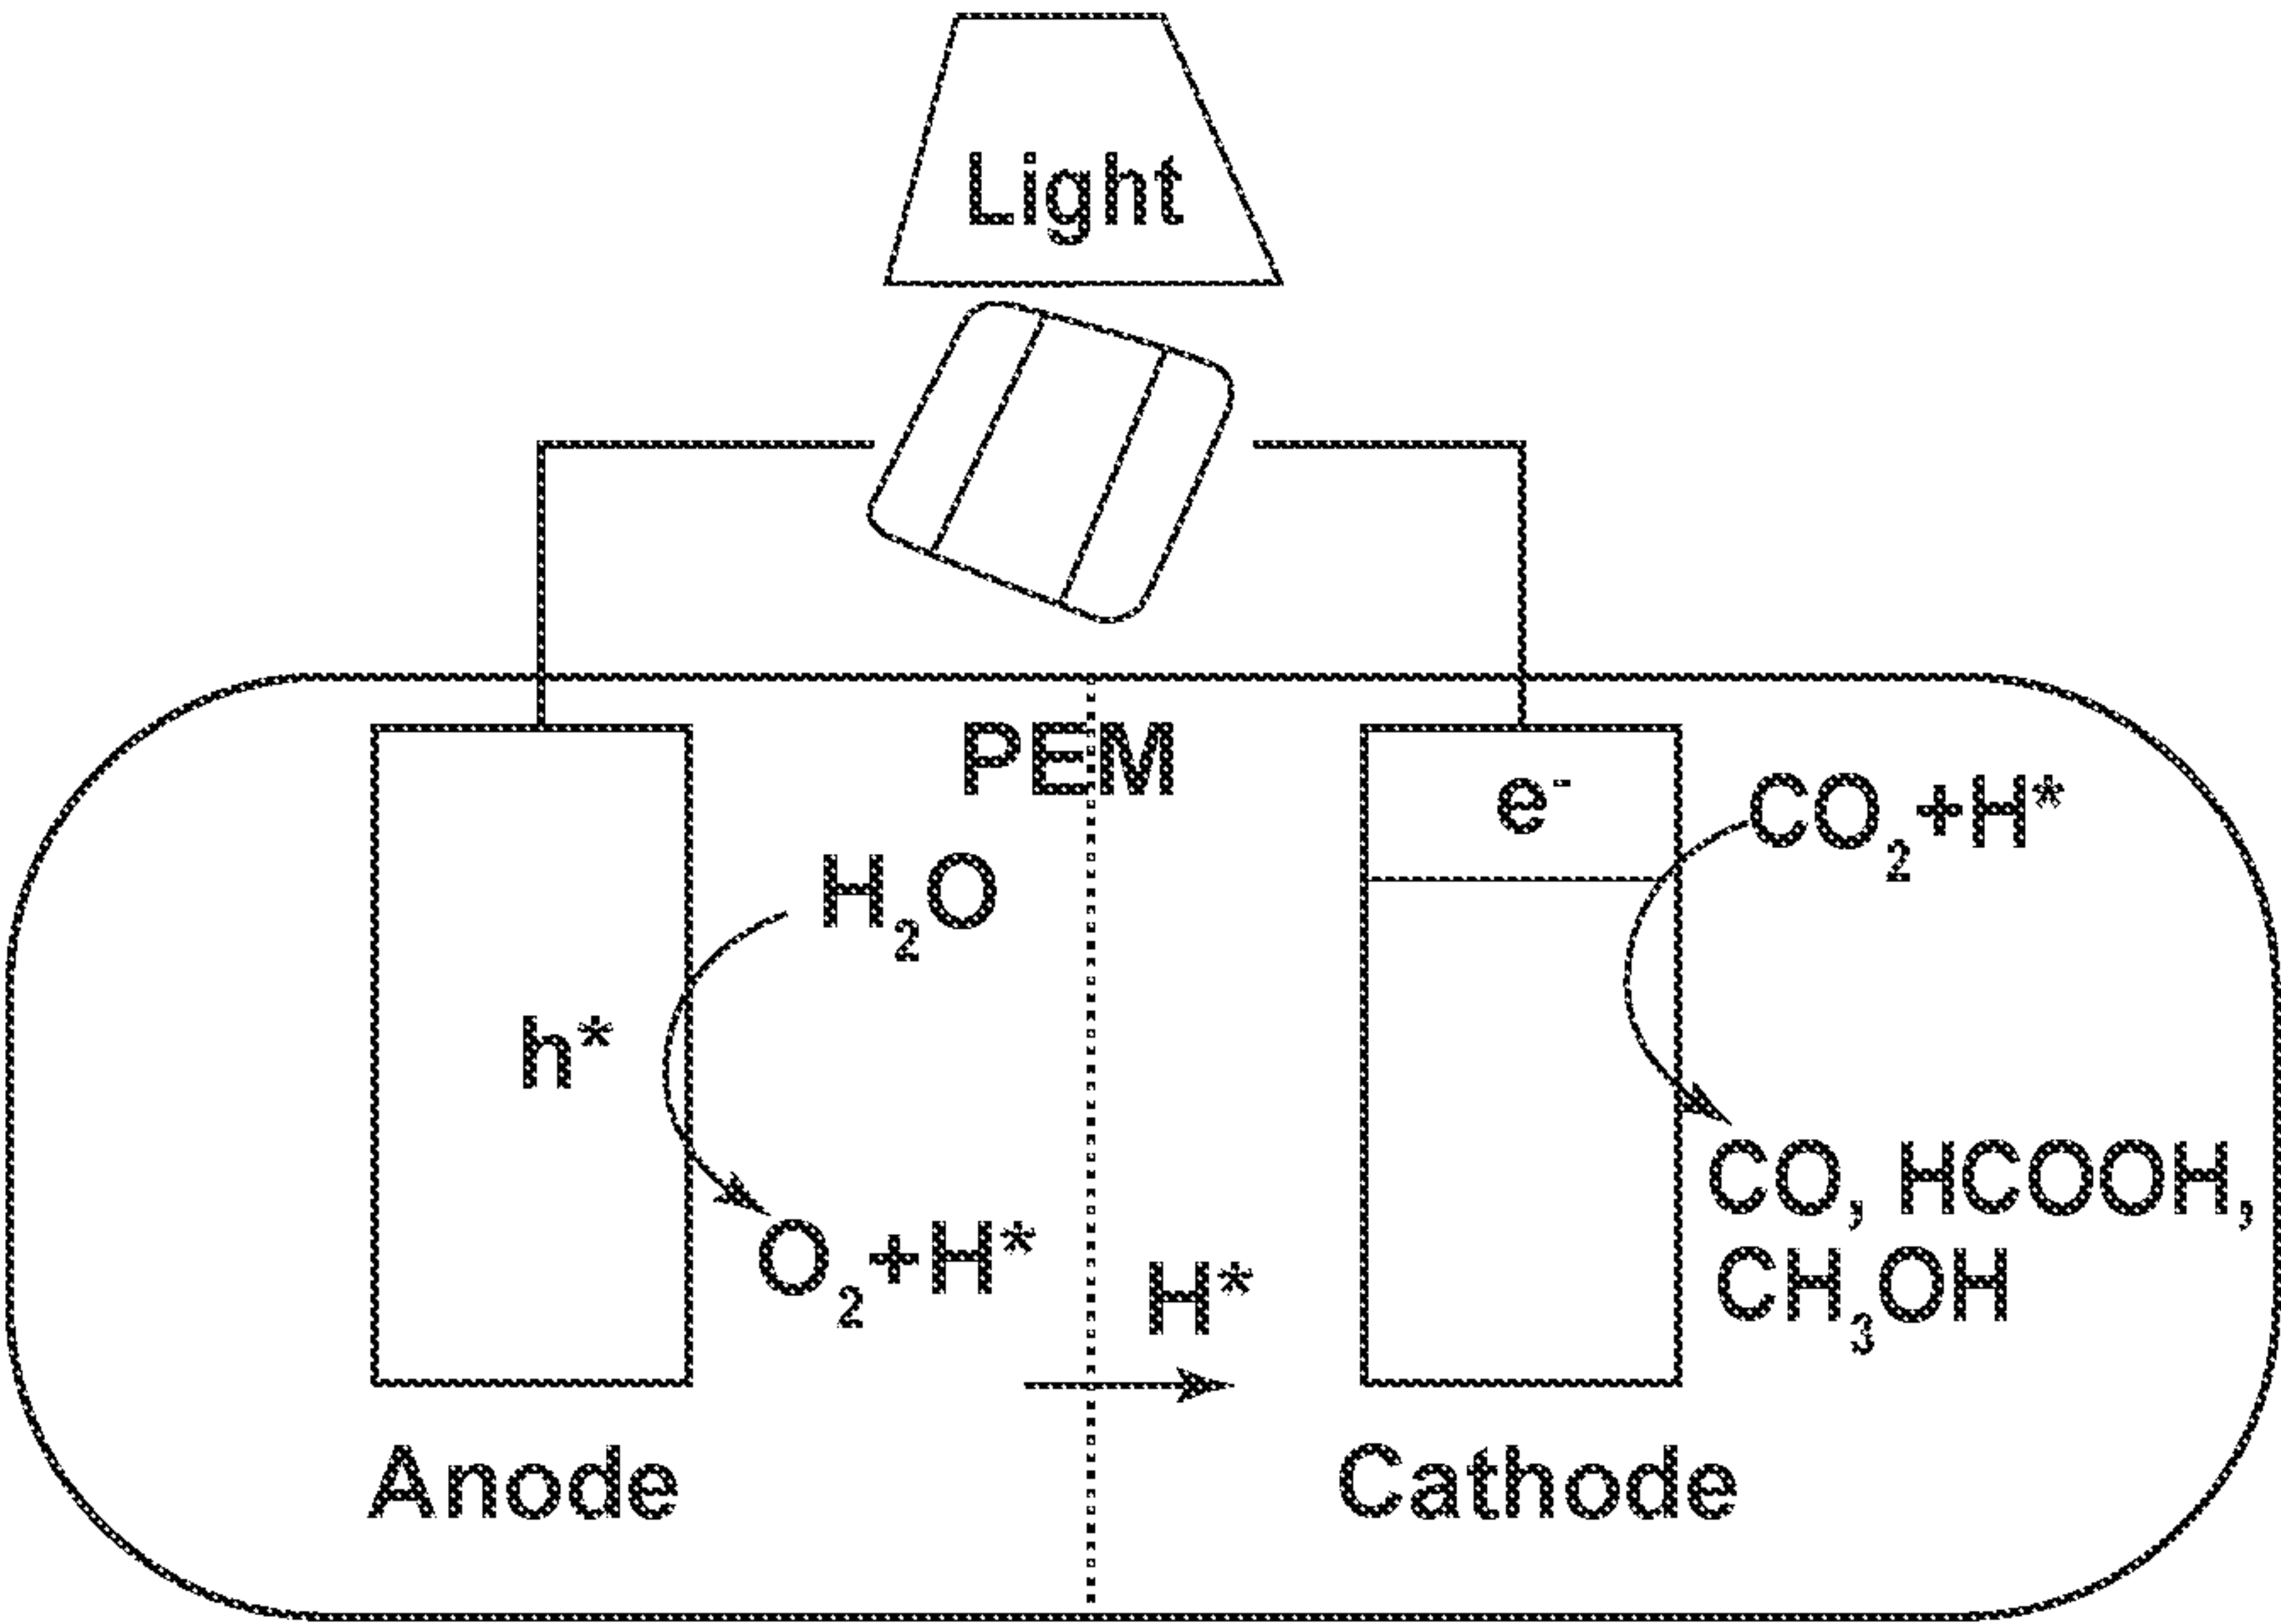 Light
PEM
e⁻
CO₂+H*
H₂O
h*
CO, HCOOH,
O₂+H*
H*
CH₃OH
Anode
Cathode